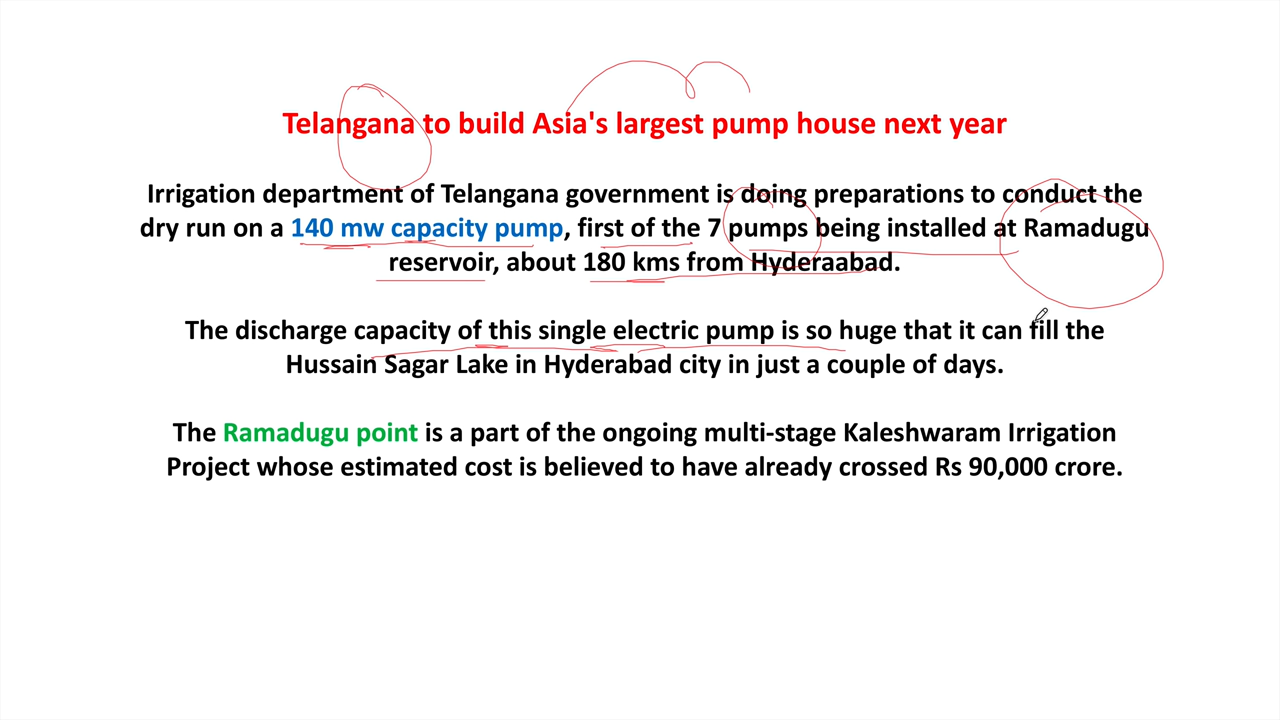 Telangana to build Asia's largest pump house next year
Irrigation department of Telangana government is doing preparations to conduct the
dry run on a 140 mw capacity pump, first of the 7 pumps being installed at Ramadugu
reservoir, about 180 kms from Hyderaabad.
The discharge capacity of this single electric pump is so huge that it can fill the
Hussain Sagar Lake in Hyderabad city in just a couple of days.
The Ramadugu point is a part of the ongoing multi-stage Kaleshwaram Irrigation
Project whose estimated cost is believed to have already crossed Rs 90,000 crore.